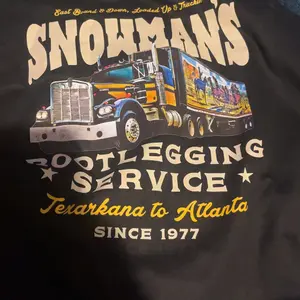 East Bound & Down, Loaded Up & Truckin'
SNOWMAN'S
BOOTLEGGING
SERVICE
Texarkana to Atlanta
SINCE 1977